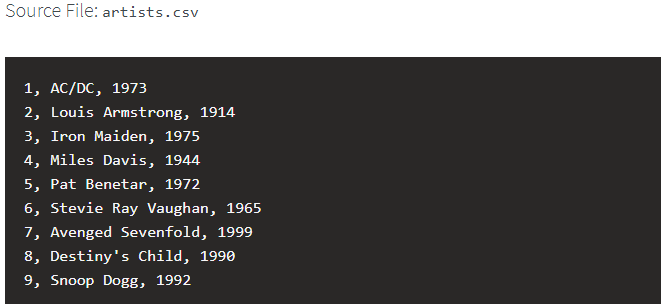 Source File: artists.csv
1, AC/DC, 1973
2, Louis Armstrong, 1914
3, Iron Maiden, 1975
4, Miles Davis, 1944
5, Pat Benetar, 1972
6, Stevie Ray Vaughan, 1965
7, Avenged Sevenfold, 1999
8, Destiny's Child, 1990
9, Snoop Dogg, 1992